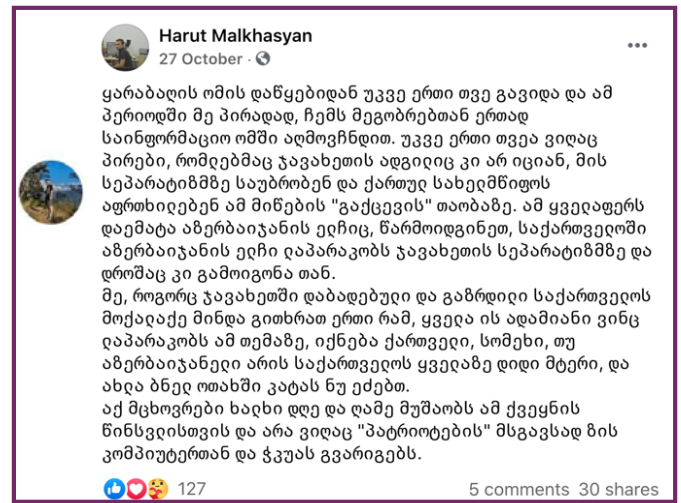 Harut Malkhasyan
27 October
ყარაბაღის ომის დაწყებიდან უკვე ერთი თვე გავიდა და ამ
პერიოდში მე პირადად, ჩემს მეგობრებთან ერთად
საინფორმაციო ომში აღმოვჩნდით. უკვე ერთი თვეა ვიღაც
პირები, რომლებმაც ჯავახეთის ადგილიც კი არ იციან, მის
სეპარატიზმზე საუბრობენ და ქართულ სახელმწიფოს
აფრთხილებენ ამ მიწების "გაქცევის" თაობაზე. ამ ყველაფერს
დაემატა აზერბაიჯანის ელჩიც, წარმოიდგინეთ, საქართველოში
აზერბაიჯანის ელჩი ლაპარაკობს ჯავახეთის სეპარატიზმზე და
დროშაც კი გამოიგონა თან.
მე, როგორც ჯავახეთში დაბადებული და გაზრდილი საქართველოს
მოქალაქე მინდა გითხრათ ერთი რამ, ყველა ის ადამიანი ვინც
ლაპარაკობს ამ თემაზე, იქნება ქართველი, სომეხი, თუ
აზერბაიჯანელი არის საქართველოს ყველაზე დიდი მტერი, და
ახლა ბნელ ოთახში კატას ნუ ეძებთ.
აქ მცხოვრები ხალხი დღე და ღამე მუშაობს ამ ქვეყნის
წინსვლისთვის და არა ვიღაც "პატრიოტების" მსგავსად ზის
კომპიუტერთან და ჭკუას გვარიგებს.
127 5 comments 30 shares